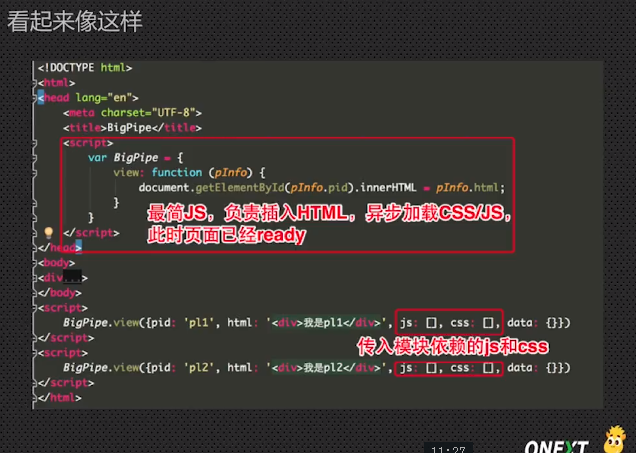 看起来像这样
<!DOCTYPE html>
<html>
<head lang="en">
<meta charset="UTF-8">
<title>BigPipe</title>
<script>
var BigPipe = {
view: function (pInfo) {
document.getElementById(pInfo.pid).innerHTML = pInfo.html;
}
}
最简JS，负责插入HTML，异步加载CSS/JS，
此时页面已经ready
</script>
</head>
<body>
<div...>
</body>
<script>
BigPipe.view({pid: 'pl1', html: '<div>我是pl1</div>', js: [], css: [], data: {}})
</script>
传入模块依赖的js和css
<script>
BigPipe.view({pid: 'pl2', html: '<div>我是pl2</div>', js: [], css: [], data: {}})
</script>
</html>
11:27
QNEXT